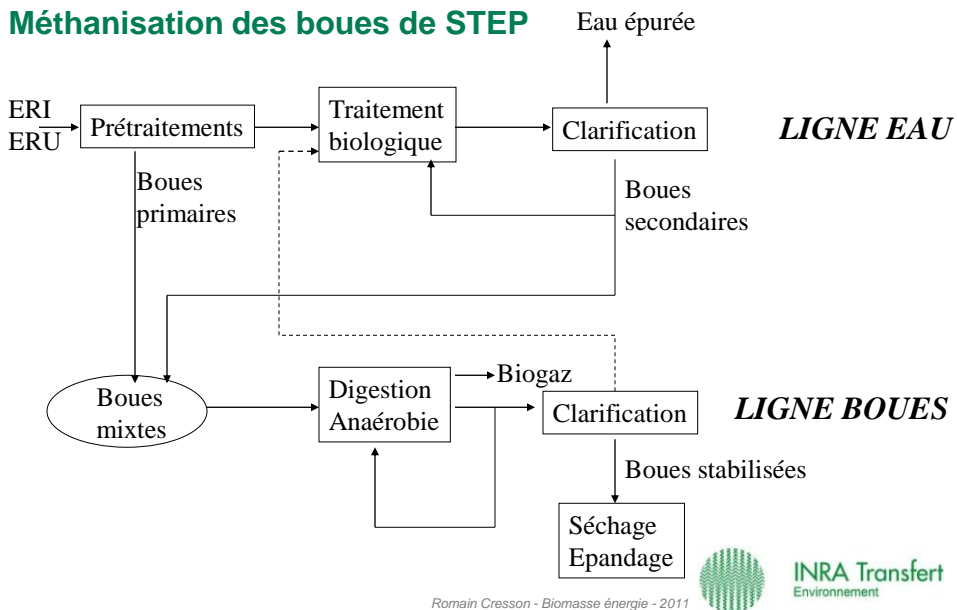 Méthanisation des boues de STEP
Eau épurée
ERI
ERU
Prétraitements
Traitement
biologique
Clarification
LIGNE EAU
Boues
primaires
Boues
secondaires
Boues
mixtes
Digestion
Anaérobie
Biogaz
Clarification
LIGNE BOUES
Boues stabilisées
Séchage
Epandage
INRA Transfert
Environnement
Romain Cresson - Biomasse énergie - 2011